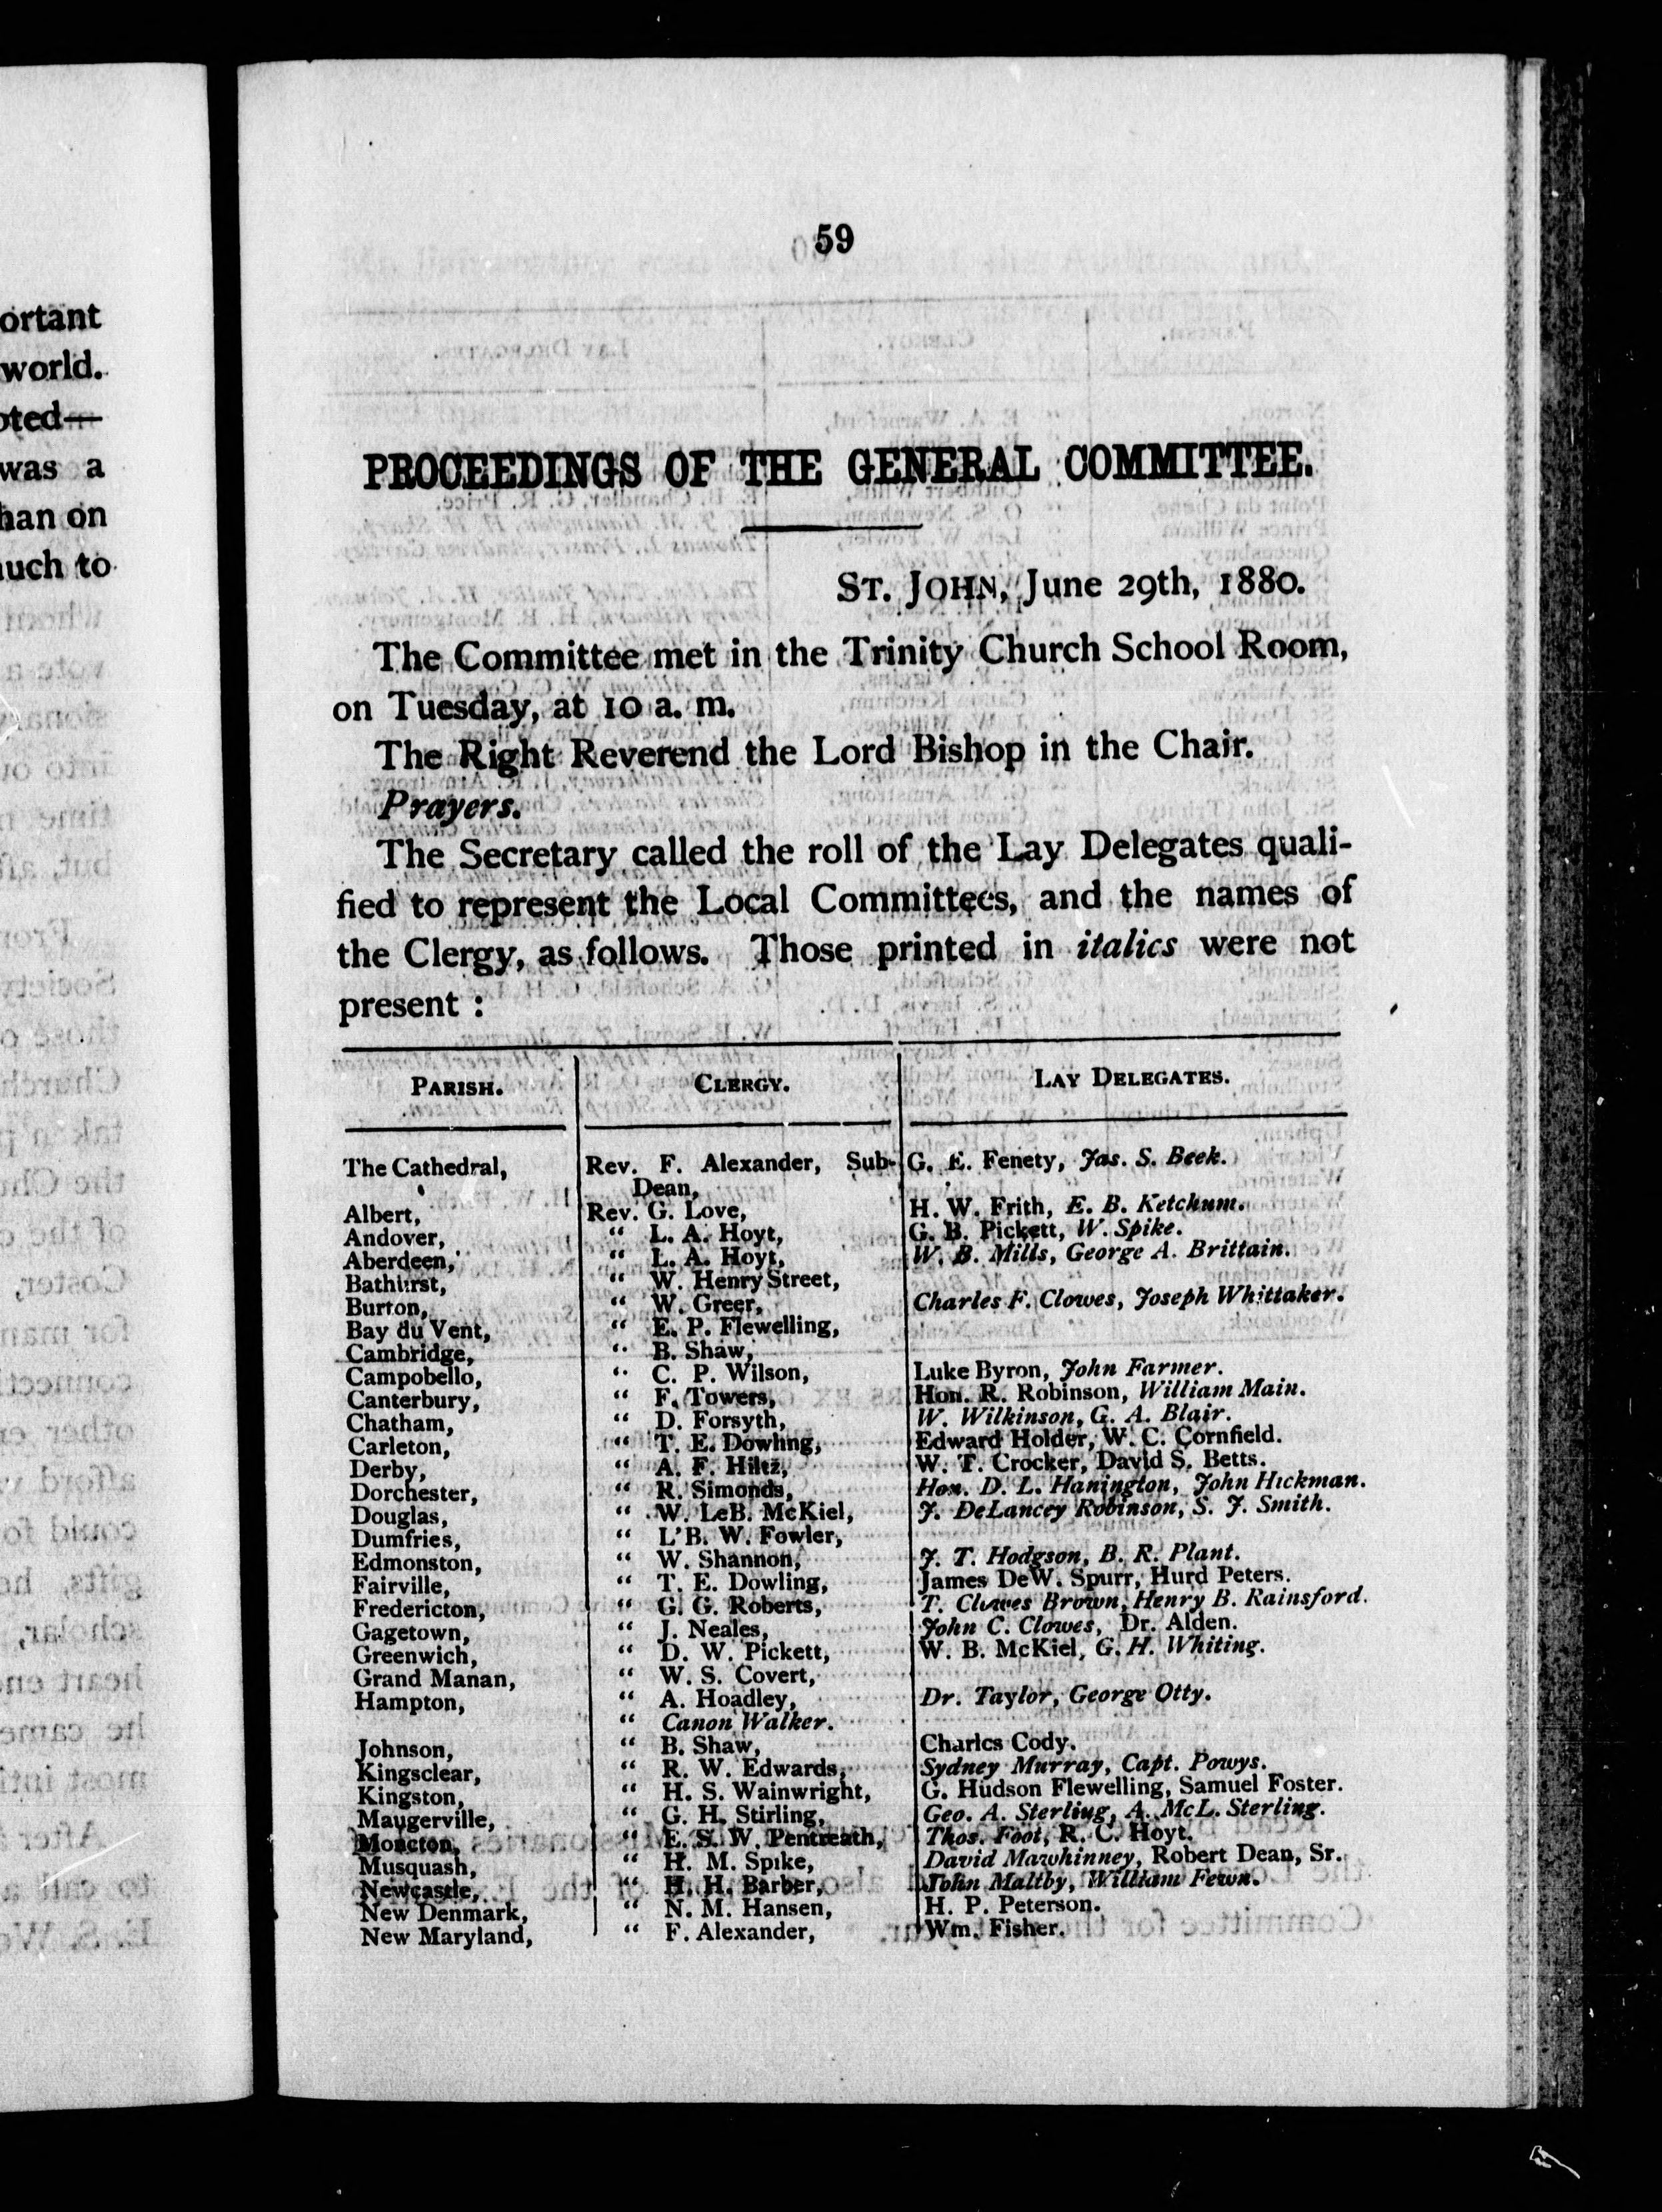 ortant
world.
oted—
was a
han on
uch to
59
PROCEEDINGS OF THE GENERAL COMMITTEE.
ST. JOHN, June 29th, 1880.
The Committee met in the Trinity Church School Room,
on Tuesday, at 10 a. m.
The Right Reverend the Lord Bishop in the Chair.
Prayers.
The Secretary called the roll of the Lay Delegates quali-
fied to represent the Local Committees, and the names of
the Clergy, as follows. Those printed in italics were not
present :
PARISH. CLERGY. LAY DELEGATES.
The Cathedral, Rev. F. Alexander, Sub- G. E. Fenety, Jas. S. Beek.
Dean,
Albert, Rev. G. Love, H. W. Frith, E. B. Ketchum.
Andover, " L. A. Hoyt, G. B. Pickett, W. Spike.
Aberdeen, " L. A. Hoyt, W. B. Mills, George A. Brittain.
Bathurst, " W. Henry Street,
Burton, " W. Greer, Charles F. Clowes, Joseph Whittaker.
Bay du Vent, " E. P. Flewelling,
Cambridge, " B. Shaw,
Campobello, " C. P. Wilson, Luke Byron, John Farmer.
Canterbury, " F. Towers, Hon. R. Robinson, William Main.
Chatham, " D. Forsyth, W. Wilkinson, G. A. Blair.
Carleton, " T. E. Dowling, Edward Holder, W. C. Cornfield.
Derby, " A. F. Hiltz, W. T. Crocker, David S. Betts.
Dorchester, " R. Simonds, Hon. D. L. Hanington, John Hickman.
Douglas, " W. LeB. McKiel, J. DeLancey Robinson, S. J. Smith.
Dumfries, " L'B. W. Fowler,
Edmonston, " W. Shannon, J. T. Hodgson, B. R. Plant.
Fairville, " T. E. Dowling, James DeW. Spurr, Hurd Peters.
Fredericton, " G. G. Roberts, T. Clowes Brown, Henry B. Rainsford.
Gagetown, " J. Neales, John C. Clowes, Dr. Alden.
Greenwich, " D. W. Pickett, W. B. McKiel, G. H. Whiting.
Grand Manan, " W. S. Covert,
Hampton, " A. Hoadley, Dr. Taylor, George Otty.
" Canon Walker.
Johnson, " B. Shaw, Charles Cody.
Kingsclear, " R. W. Edwards, Sydney Murray, Capt. Powys.
Kingston, " H. S. Wainwright, G. Hudson Flewelling, Samuel Foster.
Maugerville, " G. H. Stirling, Geo. A. Sterling, A. McL. Sterling.
Moncton, " E. S. W. Pentreath, Thos. Foot, R. C. Hoyt.
Musquash, " H. M. Spike, David Mawhinney, Robert Dean, Sr.
Newcastle, " H. H. Barber, John Maltby, William Fewn.
New Denmark, " N. M. Hansen, H. P. Peterson.
New Maryland, " F. Alexander, Wm. Fisher.